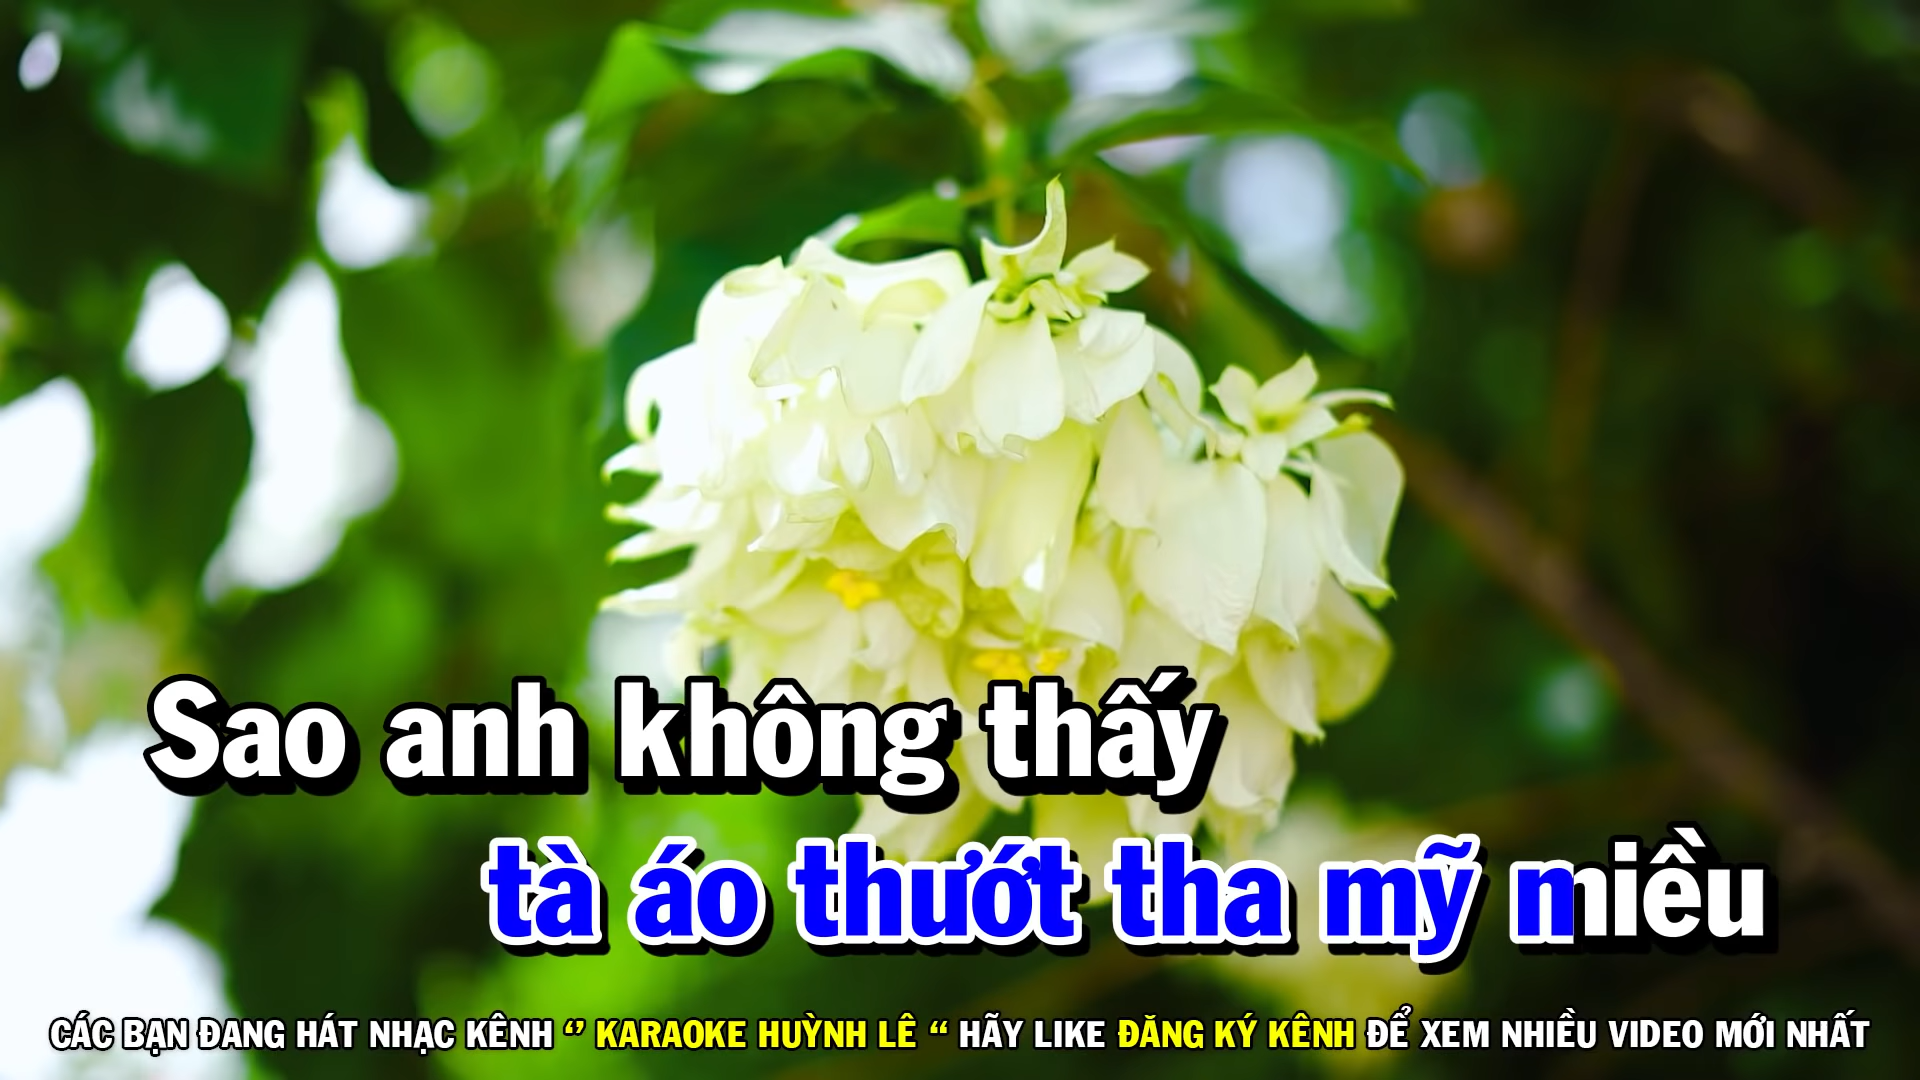 Sao anh không thấy
tà áo thướt tha mỹ miều
CÁC BẠN ĐANG HÁT NHẠC KÊNH ‘’ KARAOKE HUỲNH LÊ “ HÃY LIKE ĐĂNG KÝ KÊNH ĐỂ XEM NHIỀU VIDEO MỚI NHẤT